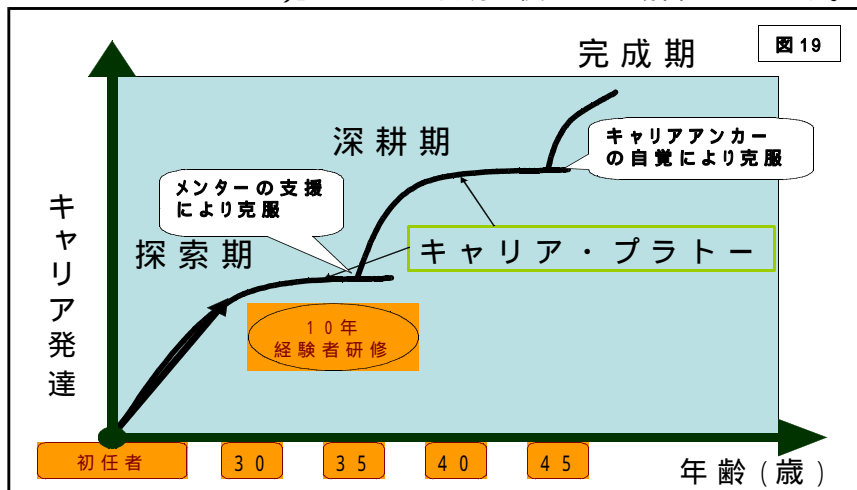 図19
完成期
深耕期
キャリアアンカー
の自覚により克服
メンターの支援
により克服
キャリア発達
探索期
キャリア・プラトー
10年
経験者研修
初任者
30
35
40
45
年齢(歳)